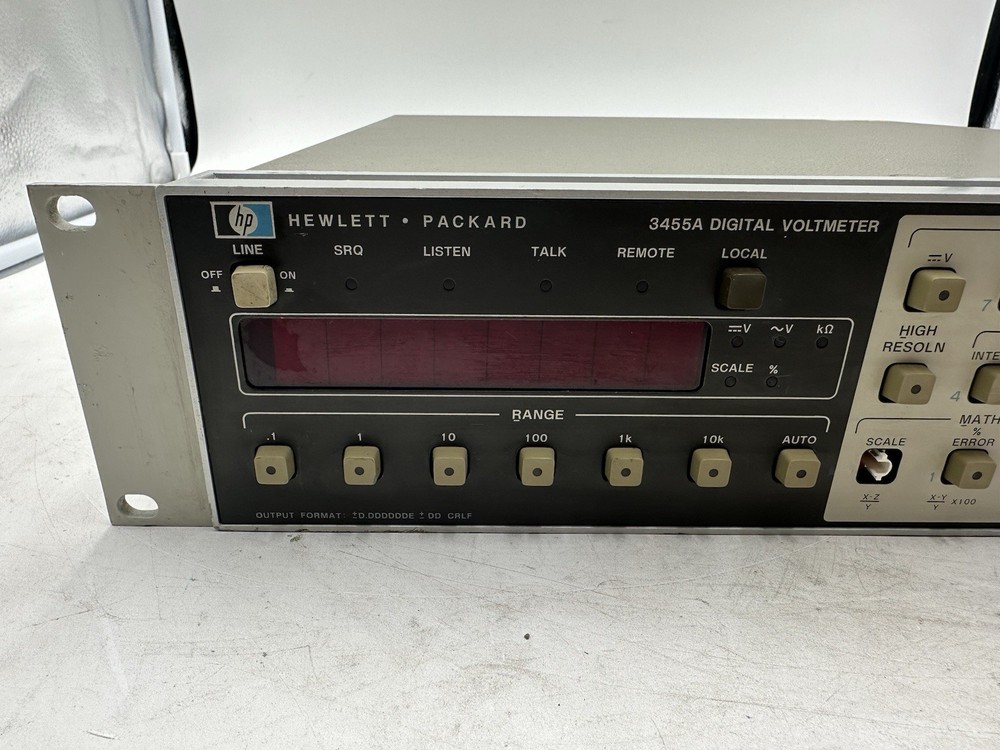 hp HEWLETT • PACKARD
3455A DIGITAL VOLTMETER
LINE
OFF ON
SRQ LISTEN TALK REMOTE LOCAL
⎓V ~V kΩ
SCALE %
RANGE
.1 1 10 100 1k 10k AUTO
OUTPUT FORMAT: ±D.DDDDDDE ± DD CRLF
⎓V
7
HIGH
RESOLN
INTE
4
MATH
SCALE
%
ERROR
1
X-Z
Y
X-Y
Y
X100